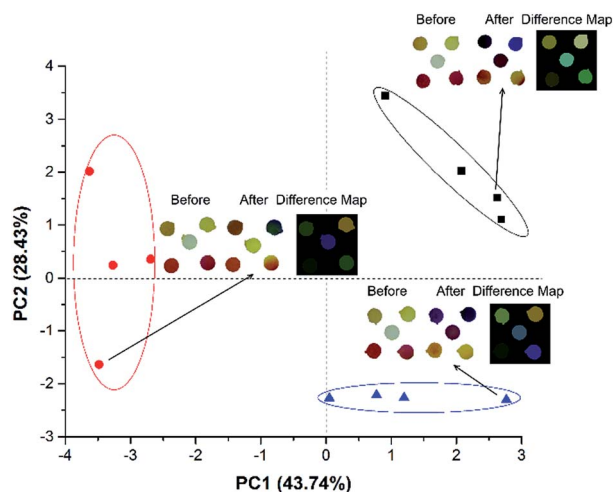 Before After Difference Map
4
3
2
1
0
-1
-2
-3
PC2 (28.43%)
Before After Difference Map
Before After Difference Map
-4 -3 -2 -1 0 1 2 3
PC1 (43.74%)